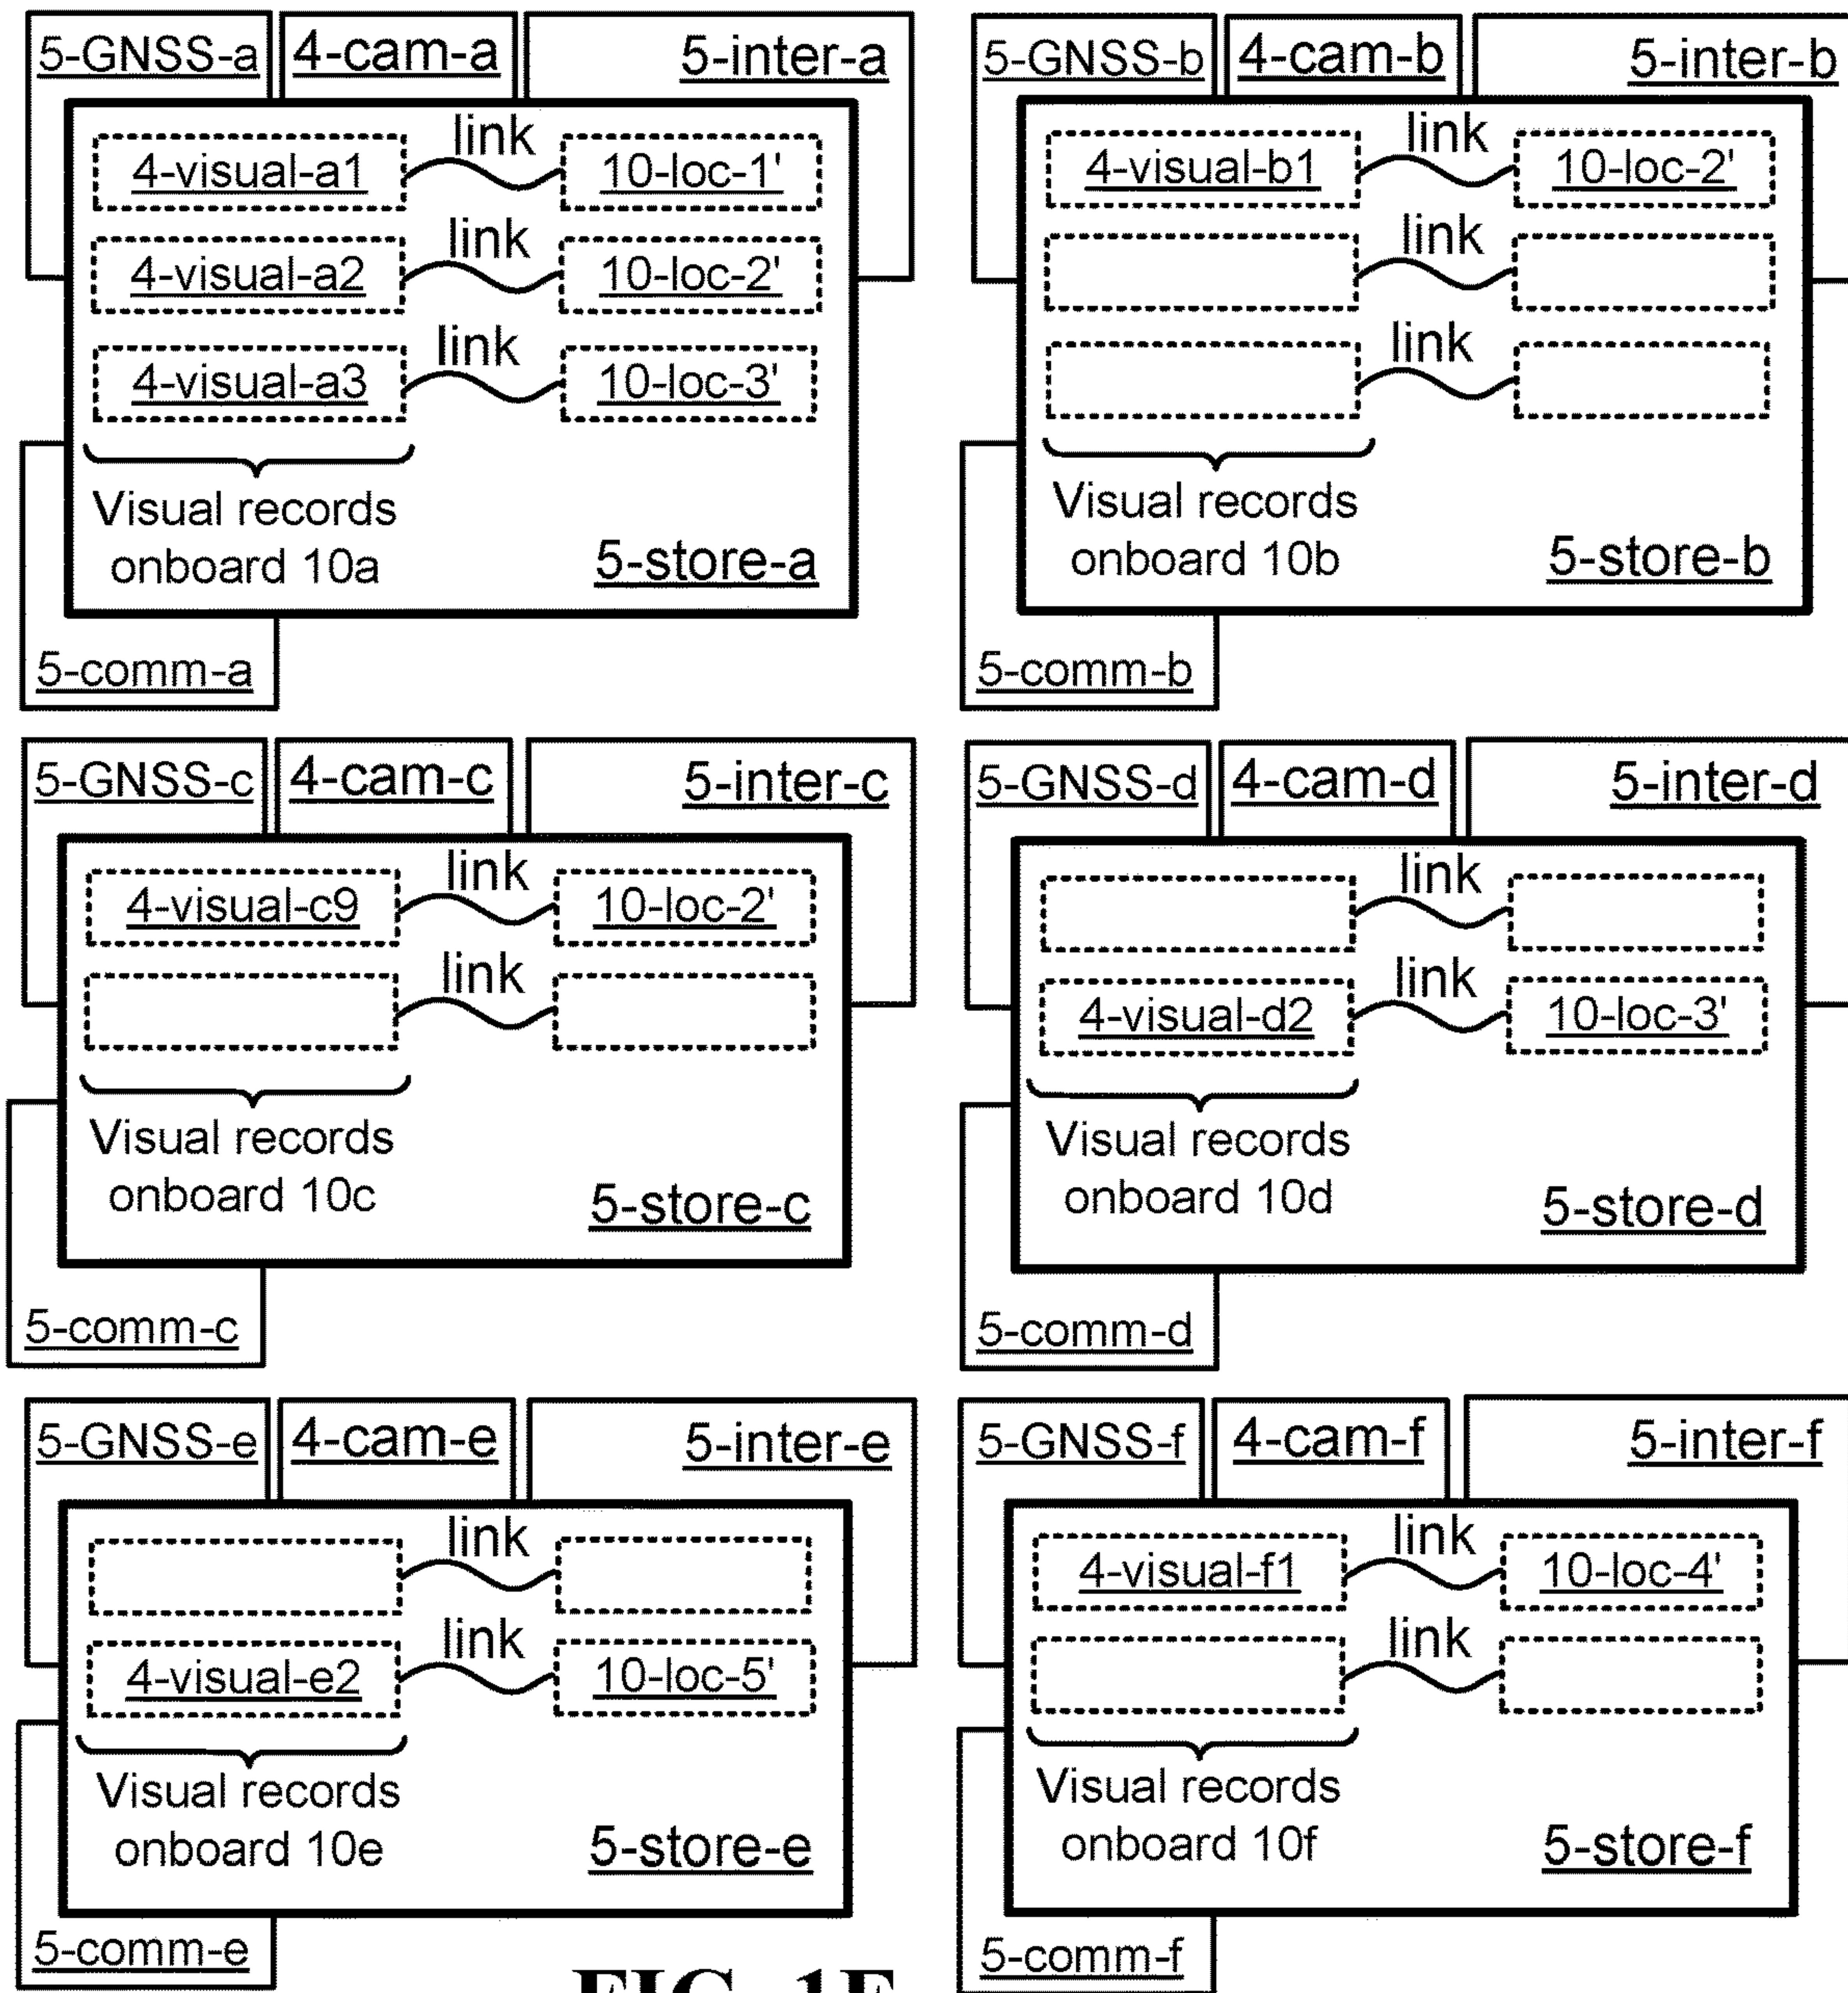 5-GNSS-a 4-cam-a 5-inter-a
link
4-visual-a1 10-loc-1'
link
4-visual-a2 10-loc-2'
link
4-visual-a3 10-loc-3'
Visual records
onboard 10a
5-store-a
5-comm-a
5-GNSS-b 4-cam-b 5-inter-b
link
4-visual-b1 10-loc-2'
link
link
Visual records
onboard 10b
5-store-b
5-comm-b
5-GNSS-c 4-cam-c 5-inter-c
link
4-visual-c9 10-loc-2'
link
Visual records
onboard 10c
5-store-c
5-comm-c
5-GNSS-d 4-cam-d 5-inter-d
link
link
4-visual-d2 10-loc-3'
Visual records
onboard 10d
5-store-d
5-comm-d
5-GNSS-e 4-cam-e 5-inter-e
link
link
4-visual-e2 10-loc-5'
Visual records
onboard 10e
5-store-e
5-comm-e
5-GNSS-f 4-cam-f 5-inter-f
link
4-visual-f1 10-loc-4'
link
Visual records
onboard 10f
5-store-f
5-comm-f
FIG.